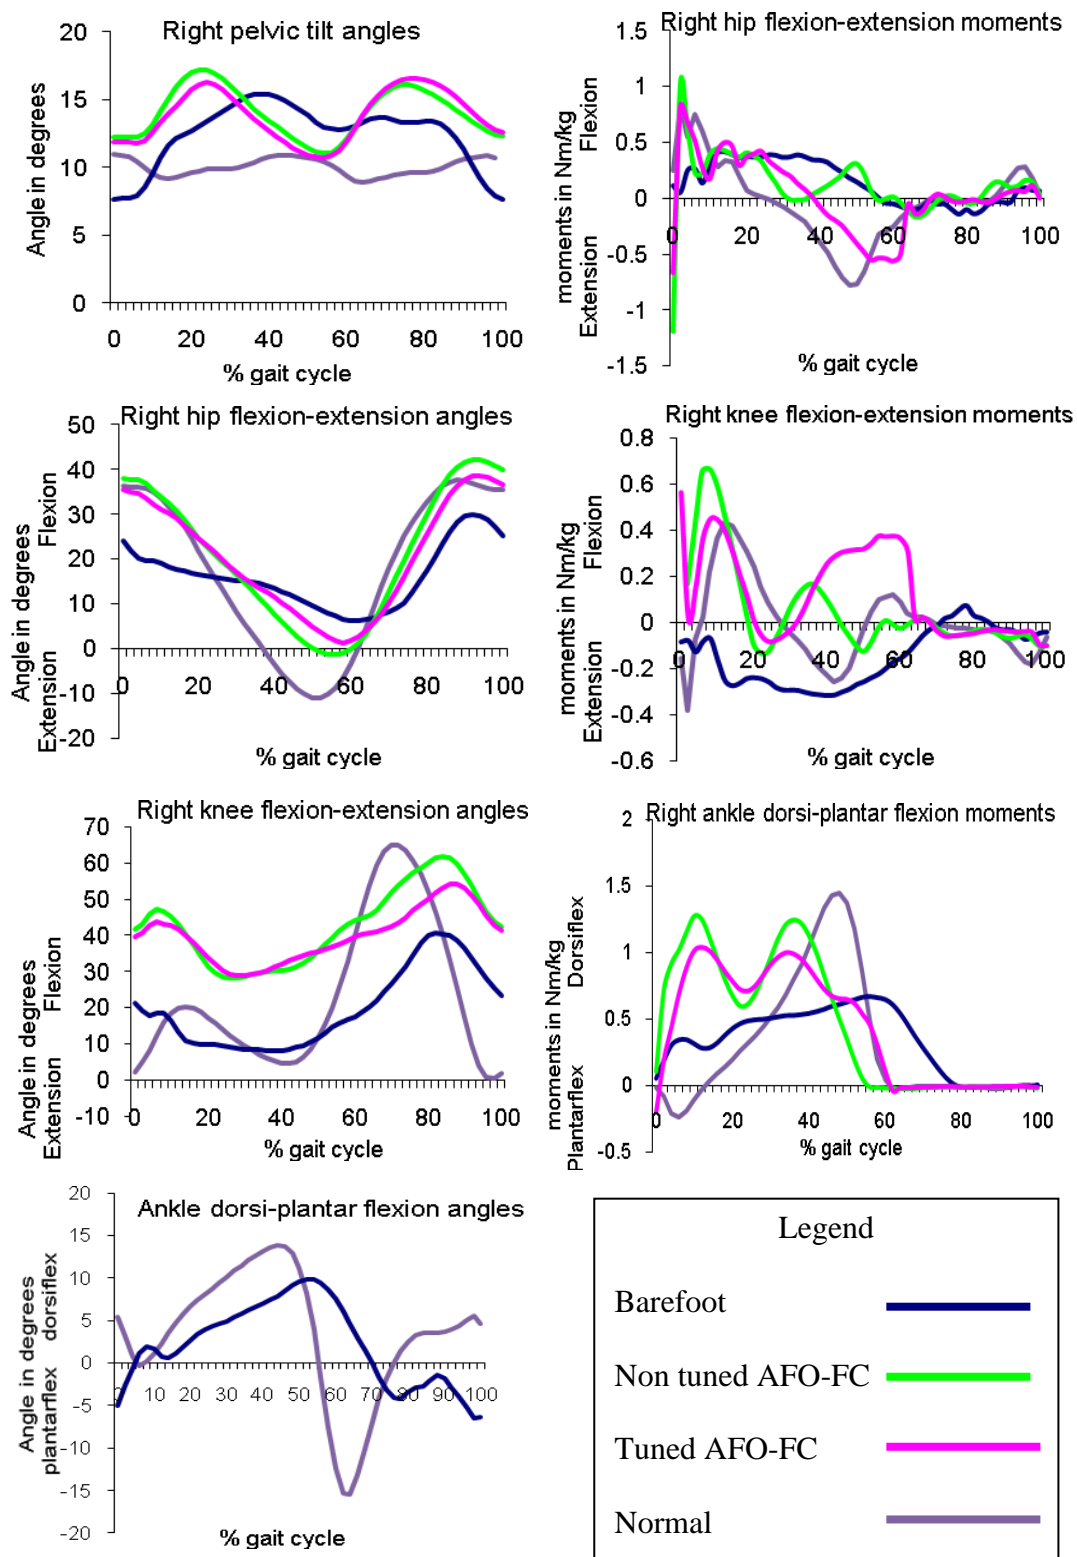 Right pelvic tilt angles
20
15
10
5
0
Angle in degrees
0 20 40 60 80 100
% gait cycle
Right hip flexion-extension moments
1.5
1
0.5
0
-0.5
-1
-1.5
moments in Nm/kg
Extension Flexion
0 20 40 60 80 100
% gait cycle
Right hip flexion-extension angles
50
40
30
20
10
0
-10
-20
Angle in degrees
Extension Flexion
0 20 40 60 80 100
% gait cycle
Right knee flexion-extension moments
0.8
0.6
0.4
0.2
0
-0.2
-0.4
-0.6
moments in Nm/kg
Extension Flexion
0 20 40 60 80 100
% gait cycle
Right knee flexion-extension angles
70
60
50
40
30
20
10
0
-10
Angle in degrees
Extension Flexion
0 20 40 60 80 100
% gait cycle
Right ankle dorsi-plantar flexion moments
2
1.5
1
0.5
0
-0.5
moments in Nm/kg
Plantarflex Dorsiflex
0 20 40 60 80 100
% gait cycle
Ankle dorsi-plantar flexion angles
20
15
10
5
0
-5
-10
-15
-20
Angle in degrees
plantarflex dorsiflex
0 10 20 30 40 50 60 70 80 90 100
% gait cycle
Legend
Barefoot
Non tuned AFO-FC
Tuned AFO-FC
Normal